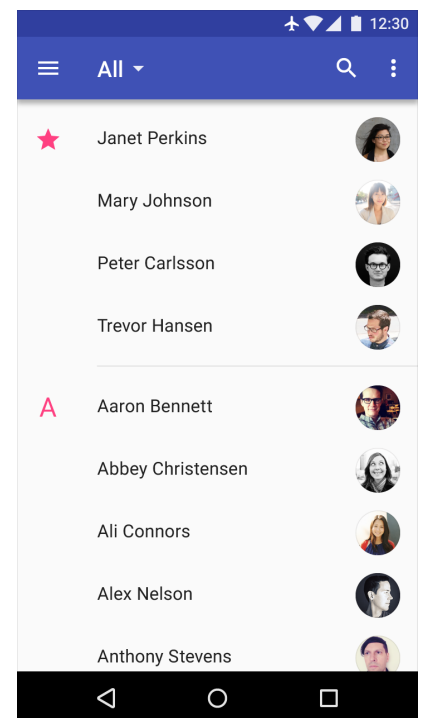 12:30
All
Janet Perkins
Mary Johnson
Peter Carlsson
Trevor Hansen
A
Aaron Bennett
Abbey Christensen
Ali Connors
Alex Nelson
Anthony Stevens